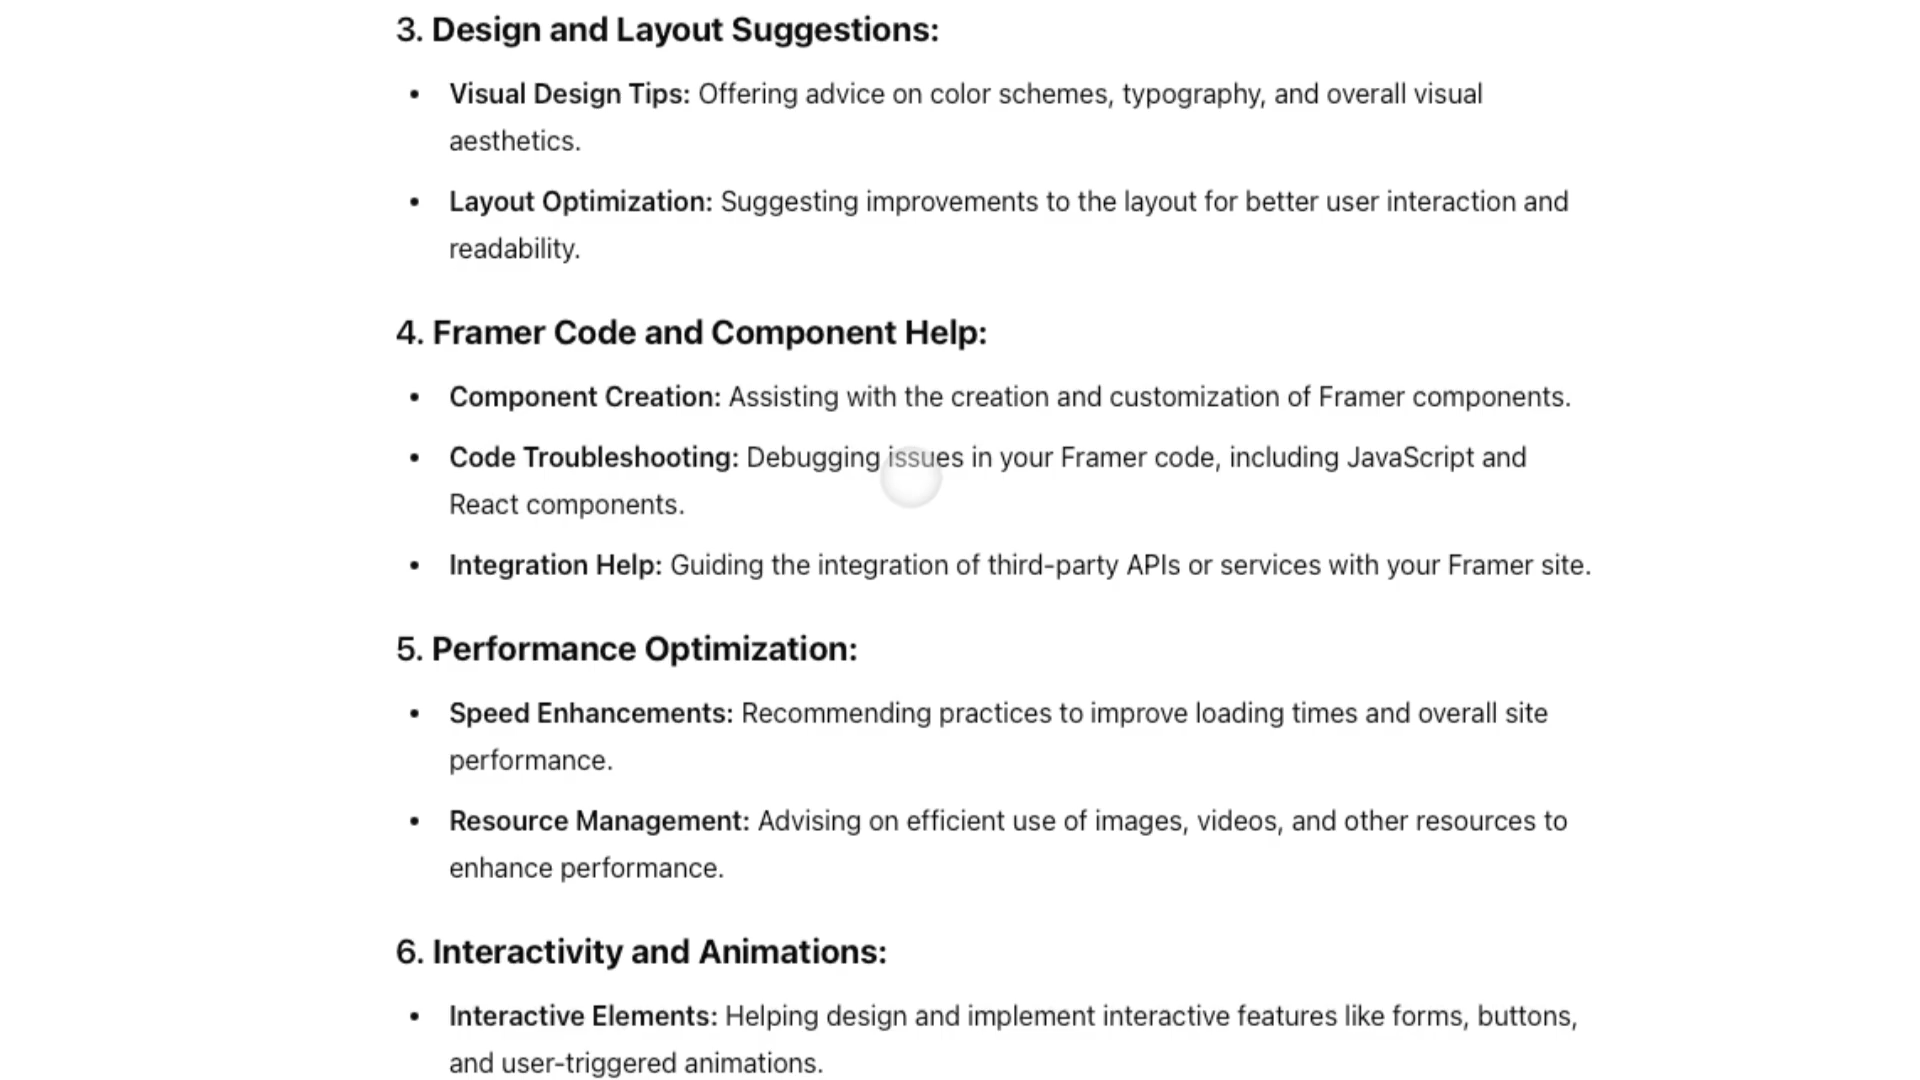 3. Design and Layout Suggestions:
• Visual Design Tips: Offering advice on color schemes, typography, and overall visual
aesthetics.
• Layout Optimization: Suggesting improvements to the layout for better user interaction and
readability.
4. Framer Code and Component Help:
• Component Creation: Assisting with the creation and customization of Framer components.
• Code Troubleshooting: Debugging issues in your Framer code, including JavaScript and
React components.
• Integration Help: Guiding the integration of third-party APIs or services with your Framer site.
5. Performance Optimization:
• Speed Enhancements: Recommending practices to improve loading times and overall site
performance.
• Resource Management: Advising on efficient use of images, videos, and other resources to
enhance performance.
6. Interactivity and Animations:
• Interactive Elements: Helping design and implement interactive features like forms, buttons,
and user-triggered animations.